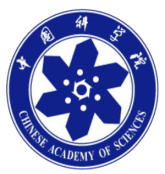 中国科学院
CHINESE ACADEMY OF SCIENCES